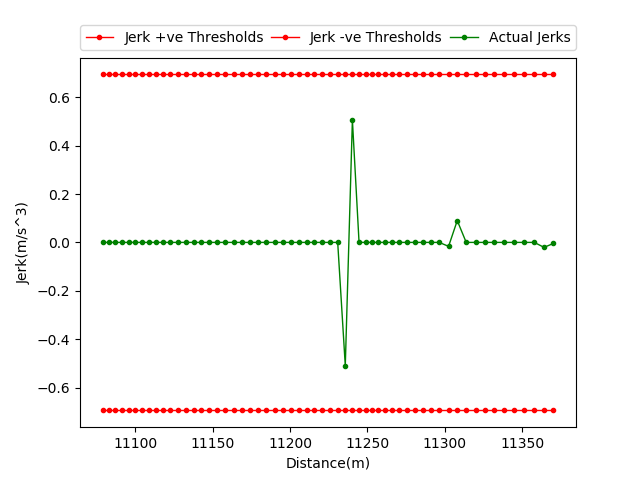 Jerk +ve Thresholds Jerk -ve Thresholds Actual Jerks
0.6
0.4
0.2
0.0
−0.2
−0.4
−0.6
Jerk(m/s^3)
11100 11150 11200 11250 11300 11350
Distance(m)